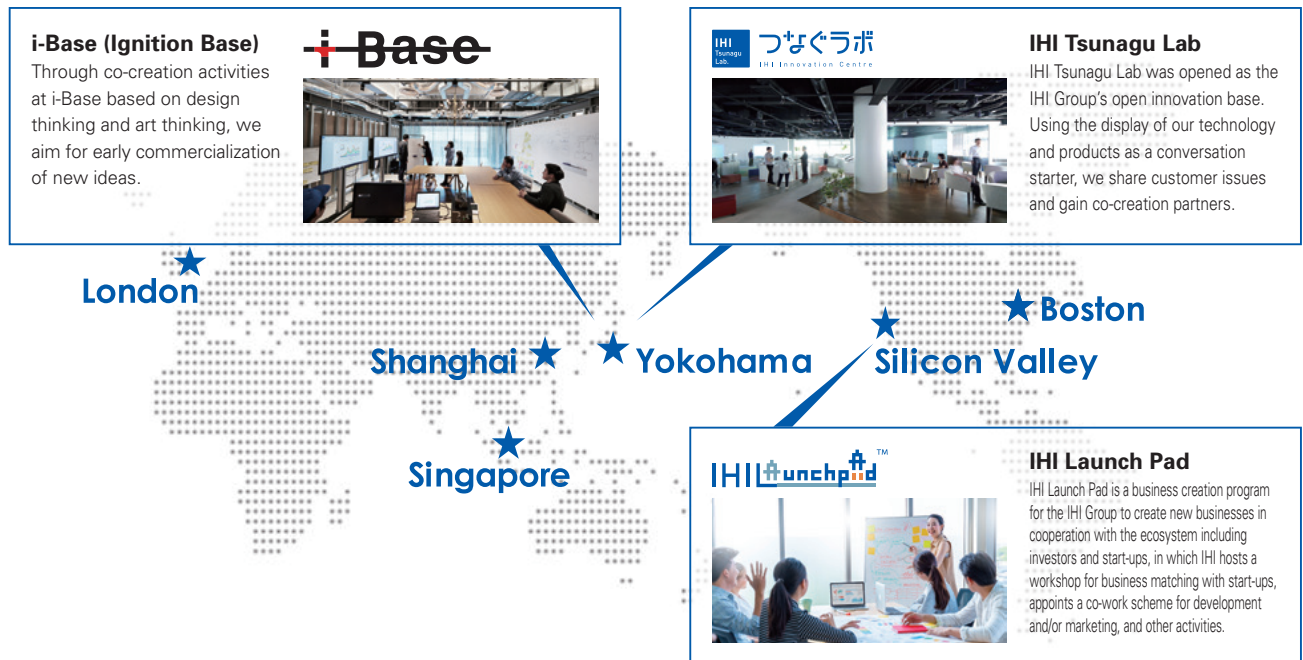 i-Base (Ignition Base)
Through co-creation activities
at i-Base based on design
thinking and art thinking, we
aim for early commercialization
of new ideas.
i-Base
IHI
Tsunagu
Lab.
つなぐラボ
IHI Innovation Centre
IHI Tsunagu Lab
IHI Tsunagu Lab was opened as the
IHI Group's open innovation base.
Using the display of our technology
and products as a conversation
starter, we share customer issues
and gain co-creation partners.
London
Shanghai
Yokohama
Singapore
Silicon Valley
Boston
IHI Launchpad™
IHI Launch Pad
IHI Launch Pad is a business creation program
for the IHI Group to create new businesses in
cooperation with the ecosystem including
investors and start-ups, in which IHI hosts a
workshop for business matching with start-ups,
appoints a co-work scheme for development
and/or marketing, and other activities.